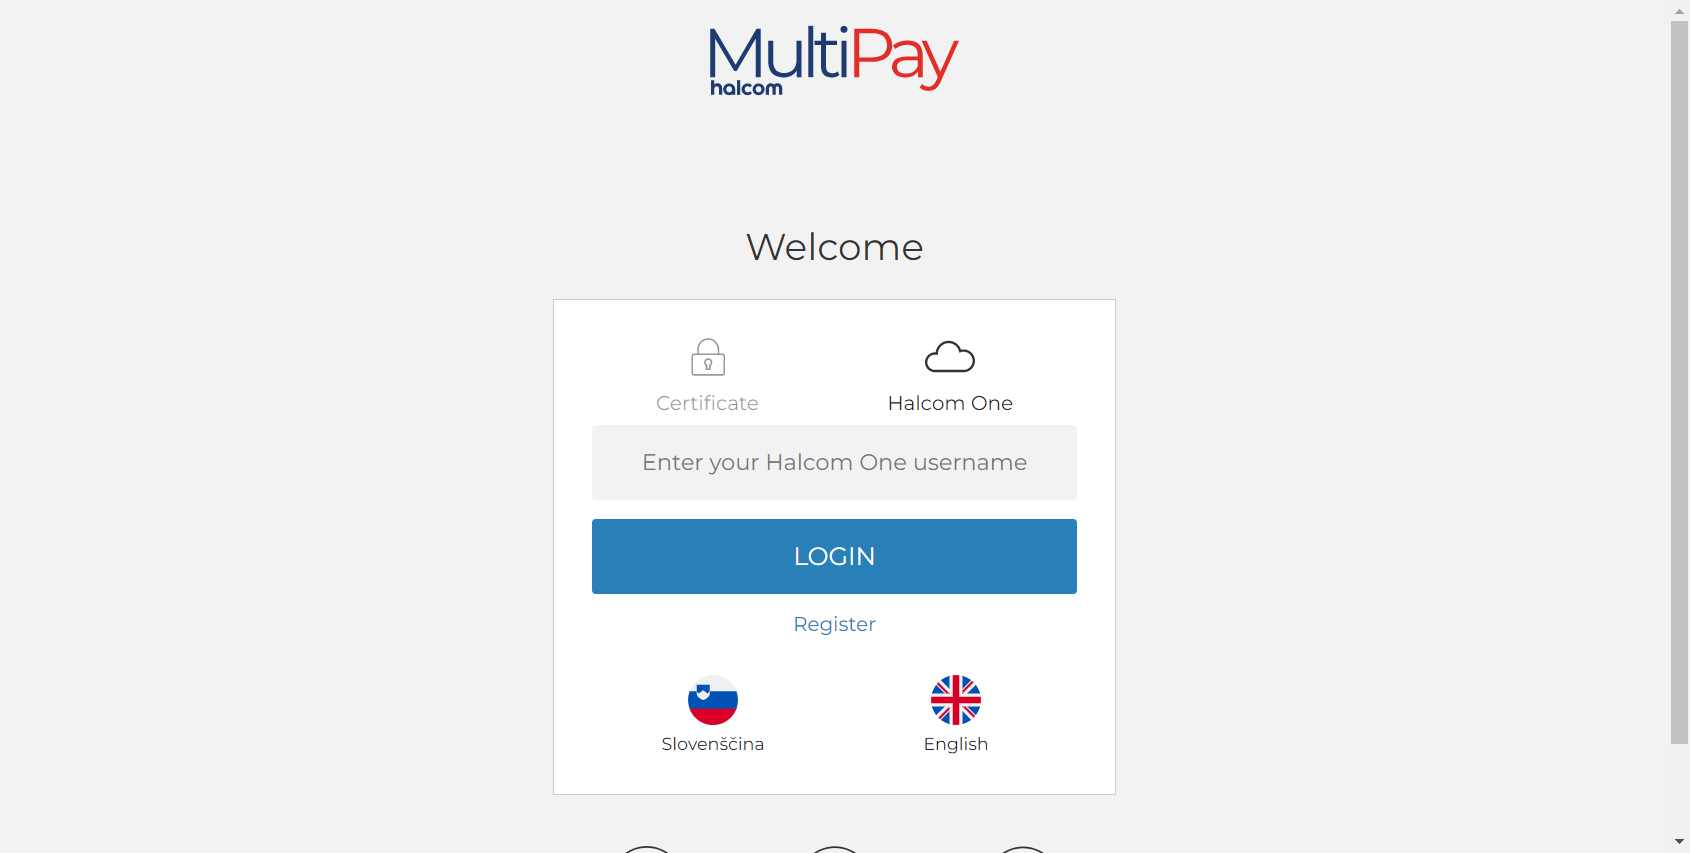 MultiPay
halcom
Welcome
Certificate
Halcom One
Enter your Halcom One username
LOGIN
Register
Slovenščina
English